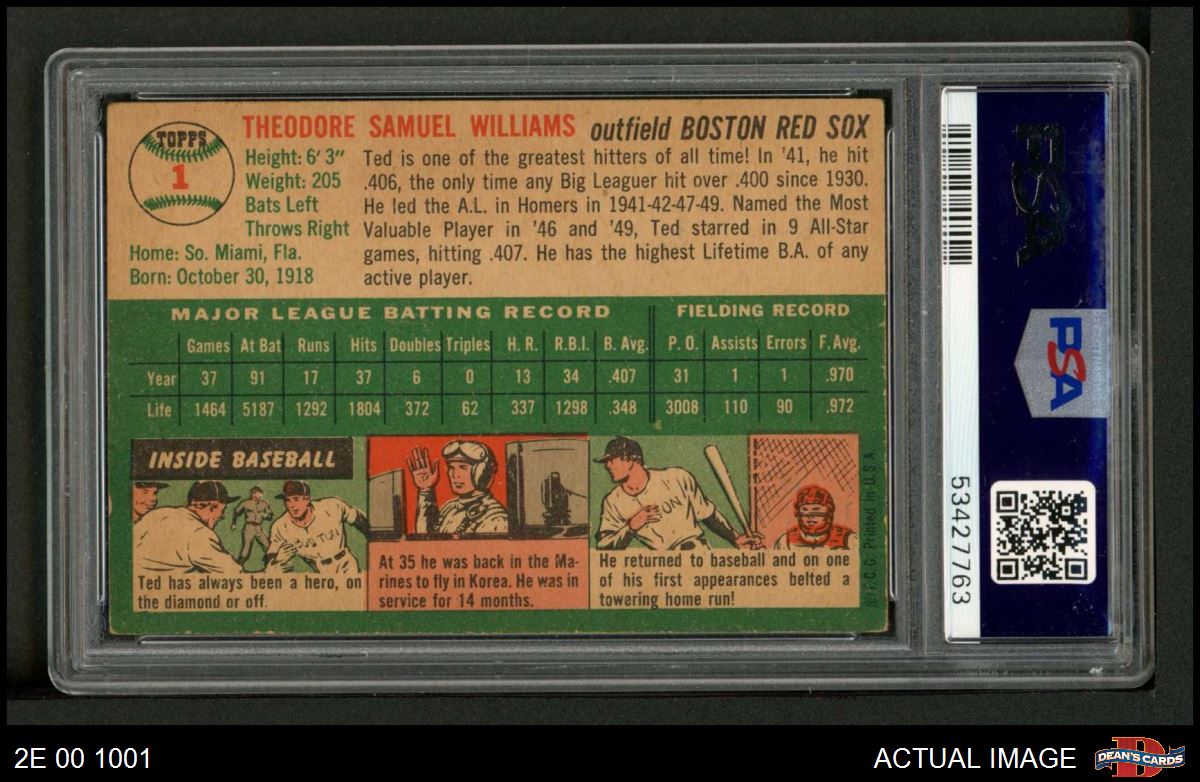 TOPPS
1
THEODORE SAMUEL WILLIAMS outfield BOSTON RED SOX
Height: 6' 3"
Weight: 205
Bats Left
Throws Right
Home: So. Miami, Fla.
Born: October 30, 1918
Ted is one of the greatest hitters of all time! In '41, he hit
.406, the only time any Big Leaguer hit over .400 since 1930.
He led the A.L. in Homers in 1941-42-47-49. Named the Most
Valuable Player in '46 and '49, Ted starred in 9 All-Star
games, hitting .407. He has the highest Lifetime B.A. of any
active player.
MAJOR LEAGUE BATTING RECORD FIELDING RECORD
Games At Bat Runs Hits Doubles Triples H. R. R.B.I. B. Avg. P. O. Assists Errors F. Avg.
Year 37 91 17 37 6 0 13 34 .407 31 1 1 .970
Life 1464 5187 1292 1804 372 62 337 1298 .348 3008 110 90 .972
INSIDE BASEBALL
BOSTON
Ted has always been a hero, on
the diamond or off.
At 35 he was back in the Ma-
rines to fly in Korea. He was in
service for 14 months.
He returned to baseball and on one
of his first appearances belted a
towering home run!
© T.C.G. Printed in U.S.A.
PSA
PSA
53427763
2E 00 1001
ACTUAL IMAGE
DEAN'S CARDS